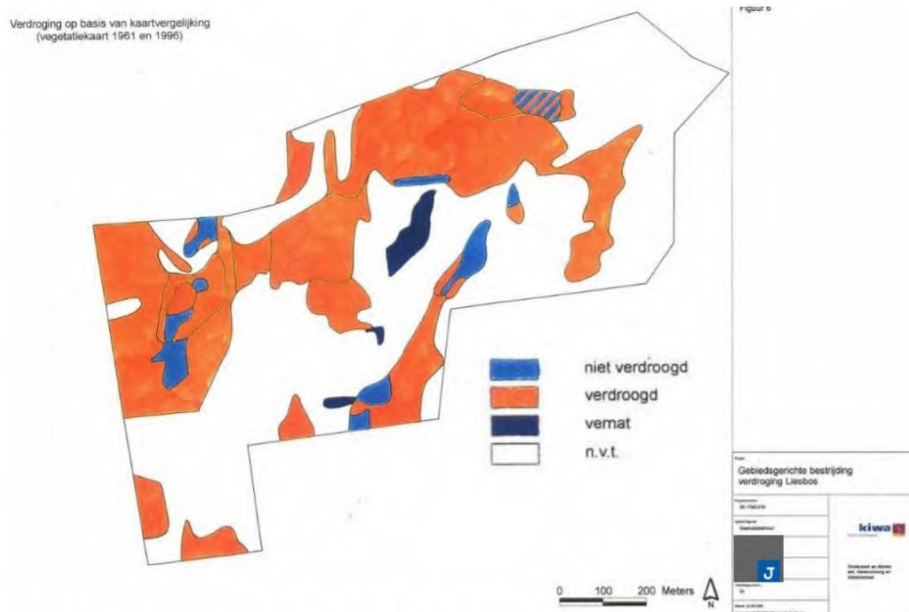 Verdroging op basis van kaartvergelijking
(vegetatiekaart 1961 en 1996)
Figuur 6
niet verdroogd
verdroogd
vernat
n.v.t.
Gebiedsgerichte bestrijding
verdroging Liesbos
kiwa
J
0 100 200 Meters
N